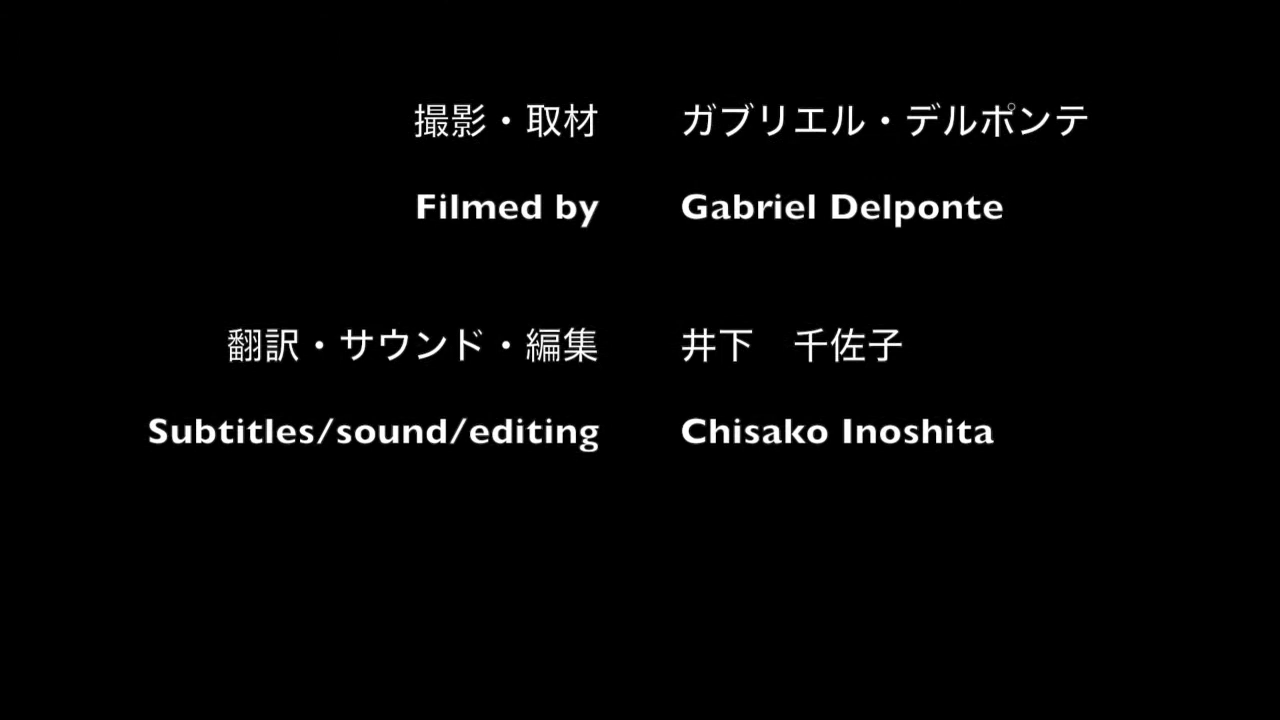 撮影・取材 ガブリエル・デルポンテ
Filmed by Gabriel Delponte
翻訳・サウンド・編集 井下　千佐子
Subtitles/sound/editing Chisako Inoshita